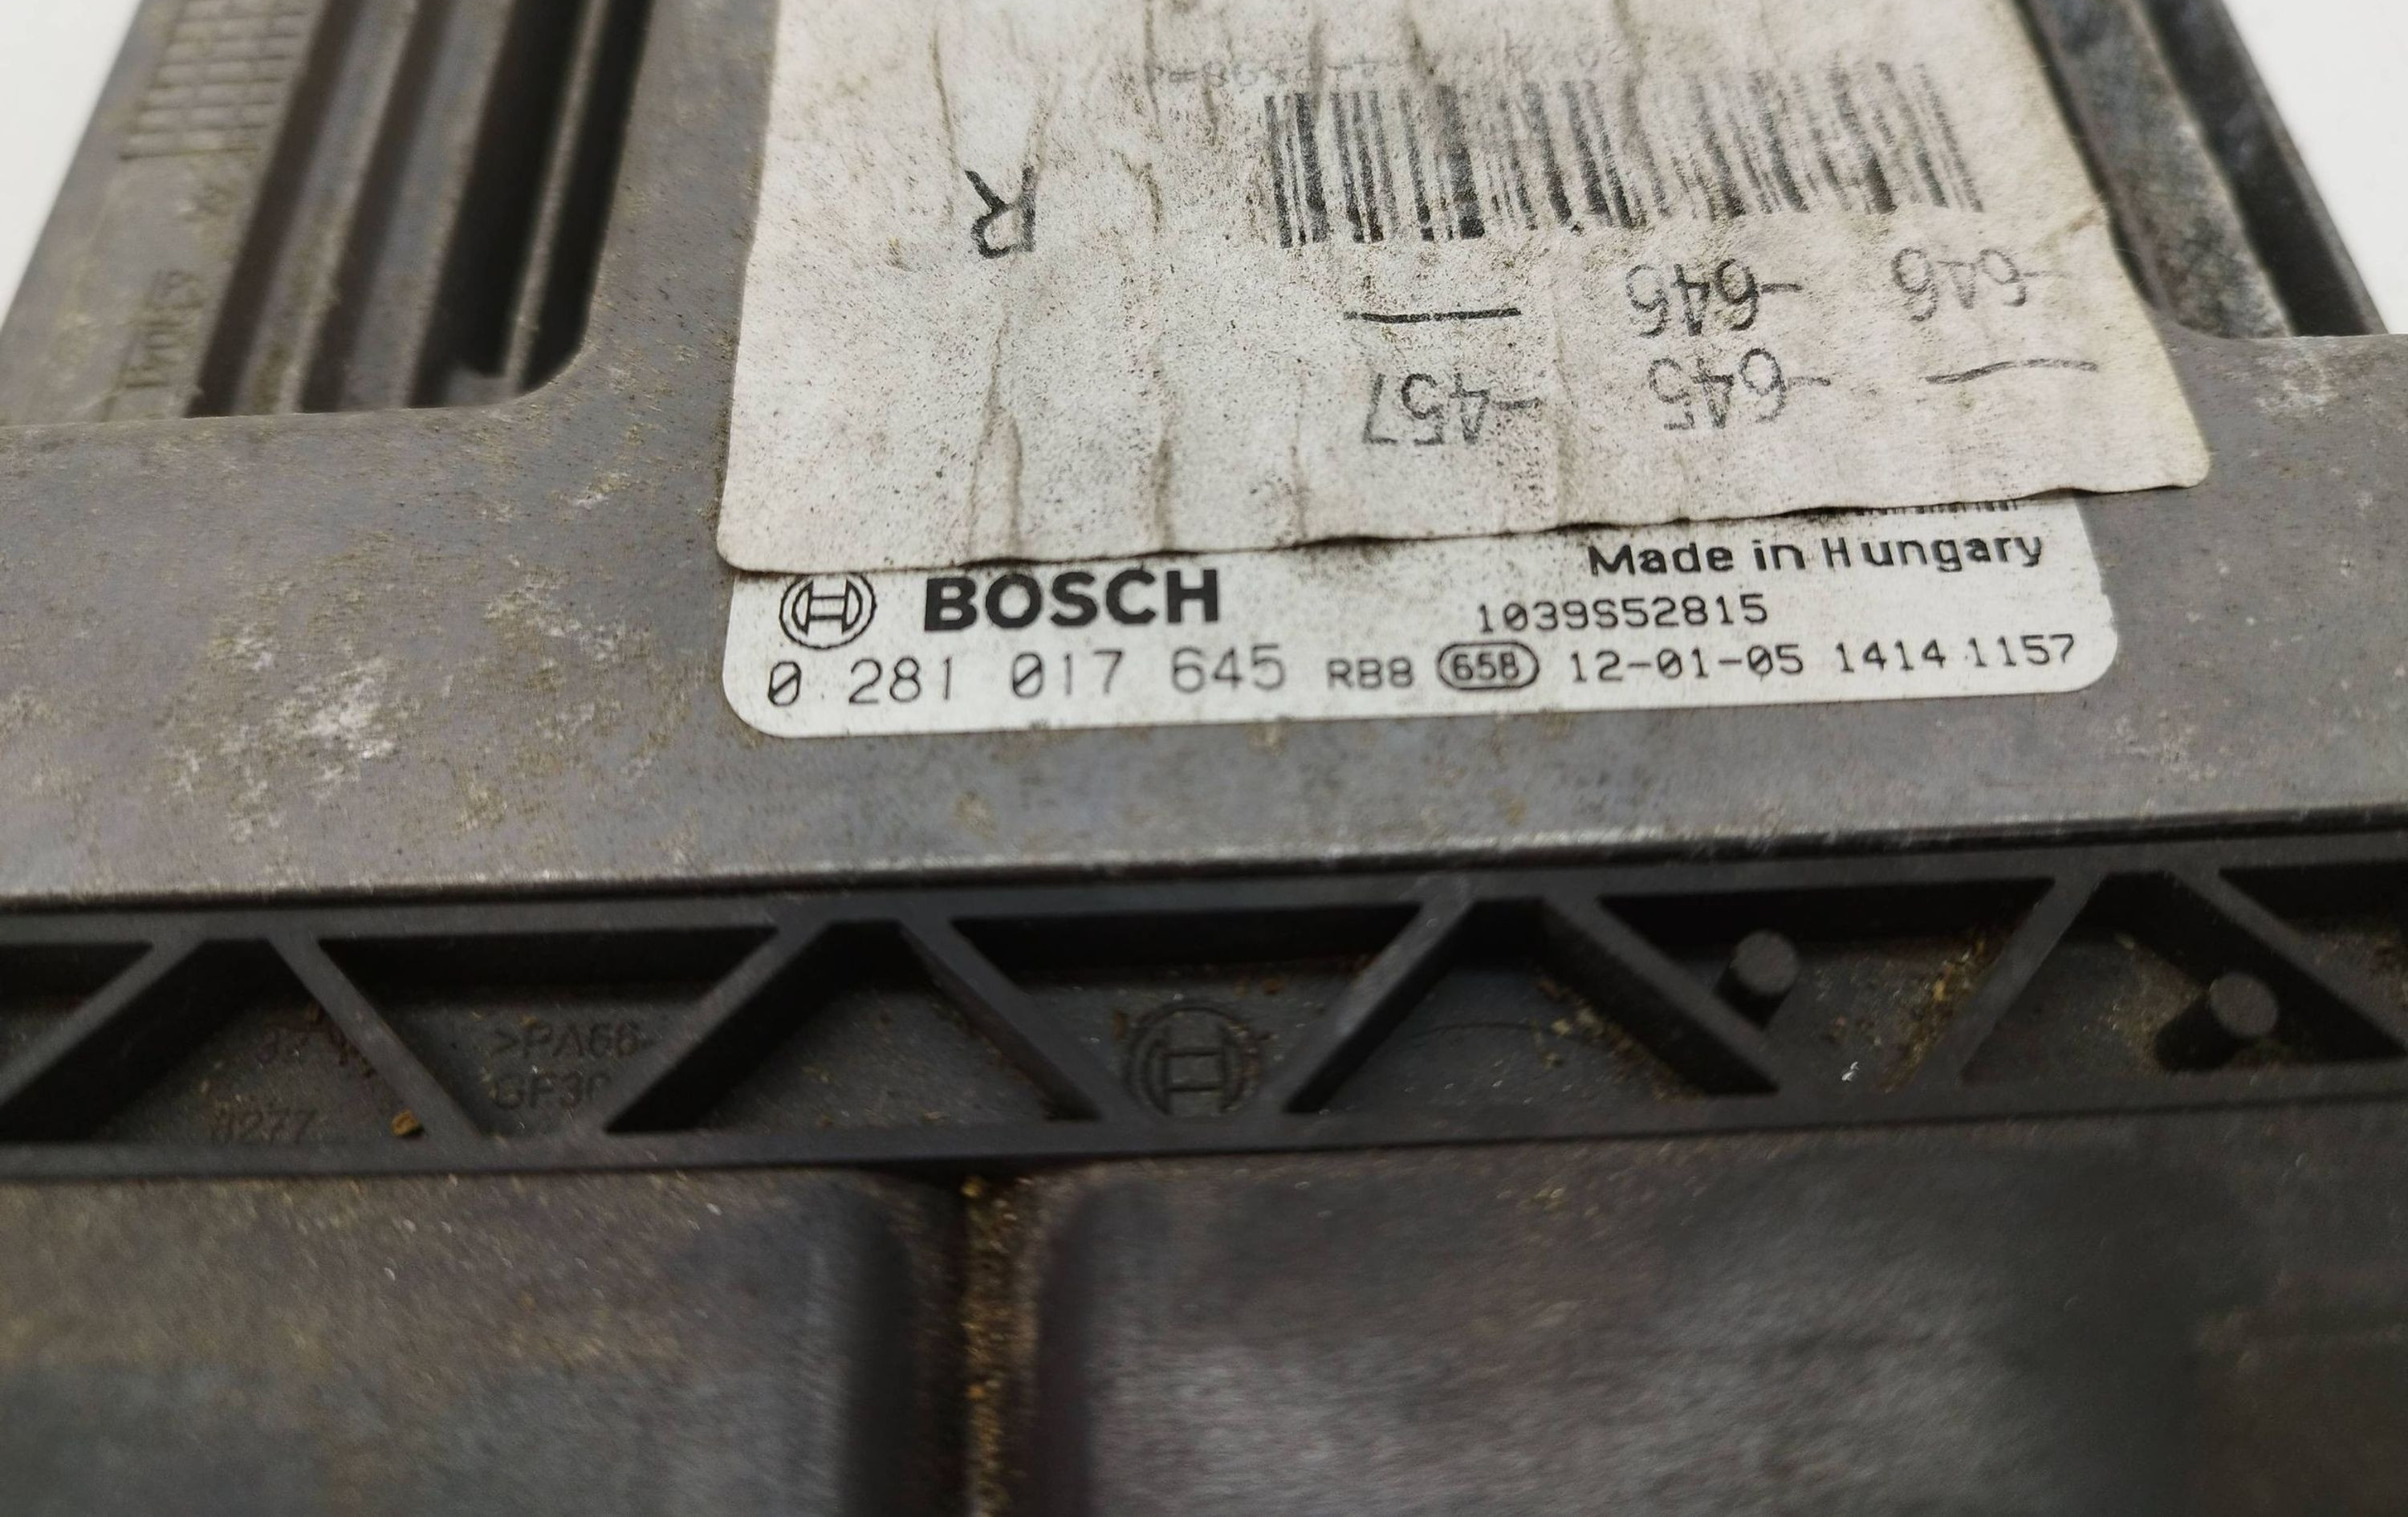 R
-646
-645
-645
-457
Made in Hungary
BOSCH
1039S52815
0 281 017 645 RB8 658 12-01-05 1414 1157
>PA66-
GF30